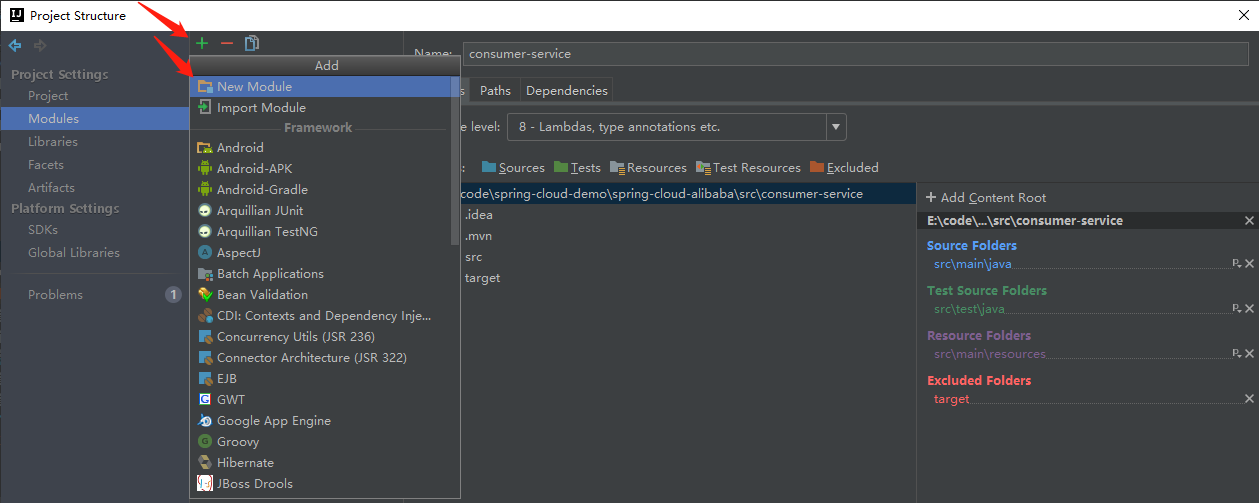 Project Structure
Project Settings
Project
Modules
Libraries
Facets
Artifacts
Platform Settings
SDKs
Global Libraries
Problems
1
Add
New Module
Import Module
Framework
Android
Android-APK
Android-Gradle
Arquillian JUnit
Arquillian TestNG
AspectJ
Batch Applications
Bean Validation
CDI: Contexts and Dependency Inje...
Concurrency Utils (JSR 236)
Connector Architecture (JSR 322)
EJB
GWT
Google App Engine
Groovy
Hibernate
JBoss Drools
Name: consumer-service
s Paths Dependencies
e level: 8 - Lambdas, type annotations etc.
s: Sources Tests Resources Test Resources Excluded
code\spring-cloud-demo\spring-cloud-alibaba\src\consumer-service
.idea
.mvn
src
target
+ Add Content Root
E:\code\...\src\consumer-service
Source Folders
src\main\java
Test Source Folders
src\test\java
Resource Folders
src\main\resources
Excluded Folders
target